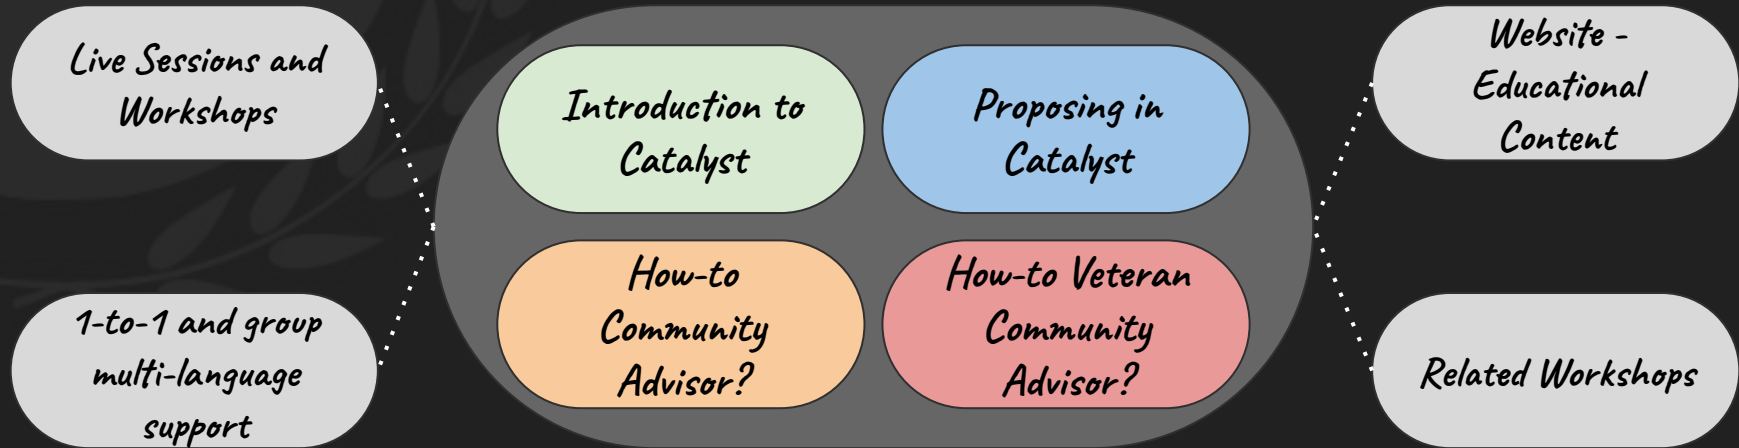 Live Sessions and
Workshops
1-to-1 and group
multi-language
support
Introduction to
Catalyst
Proposing in
Catalyst
How-to
Community
Advisor?
How-to Veteran
Community
Advisor?
Website -
Educational
Content
Related Workshops